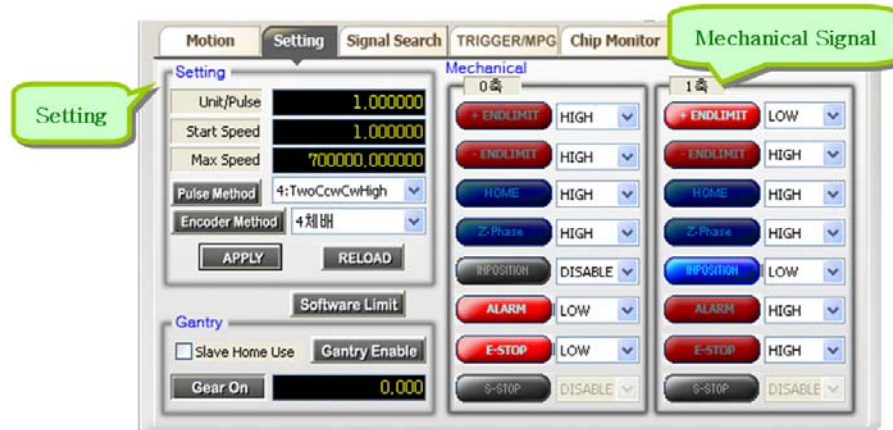 Motion Setting Signal Search TRIGGER/MPG Chip Monitor
Mechanical Signal
Setting
Setting
Unit/Pulse 1,000000
Start Speed 1,000000
Max Speed 700000,000000
Pulse Method 4:TwoCcwCwHigh
Encoder Method 4체배
APPLY RELOAD
Software Limit
Gantry
Slave Home Use Gantry Enable
Gear On 0,000
Mechanical
0축
+ ENDLIMIT HIGH
- ENDLIMIT HIGH
HOME HIGH
Z-Phase HIGH
INPOSITION DISABLE
ALARM LOW
E-STOP LOW
S-STOP DISABLE
1축
+ ENDLIMIT LOW
- ENDLIMIT HIGH
HOME HIGH
Z-Phase HIGH
INPOSITION LOW
ALARM HIGH
E-STOP HIGH
S-STOP DISABLE